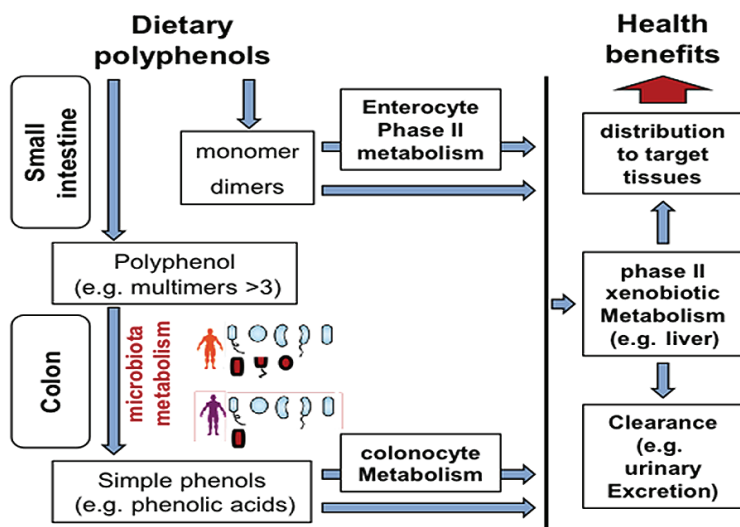 Dietary
polyphenols
Health
benefits
Small
intestine
monomer
dimers
Enterocyte
Phase II
metabolism
distribution
to target
tissues
Polyphenol
(e.g. multimers >3)
phase II
xenobiotic
Metabolism
(e.g. liver)
Colon
microbiota
metabolism
Simple phenols
(e.g. phenolic acids)
colonocyte
Metabolism
Clearance
(e.g.
urinary
Excretion)